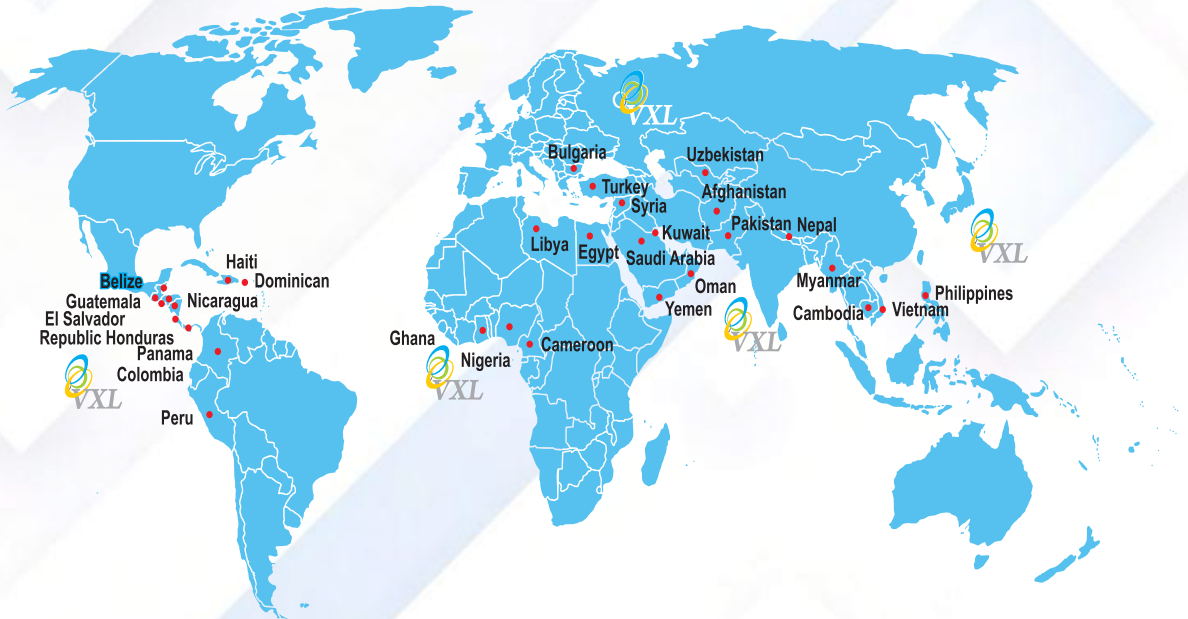 VXL
Bulgaria
Uzbekistan
Turkey
Afghanistan
Syria
Pakistan
Nepal
Kuwait
Libya
Egypt
Saudi Arabia
Haiti
Dominican
Belize
Oman
Myanmar
Guatemala
Nicaragua
Philippines
El Salvador
Yemen
Cambodia
Vietnam
Republic Honduras
Ghana
Cameroon
Panama
Nigeria
Colombia
Peru
VXL
VXL
VXL
VXL